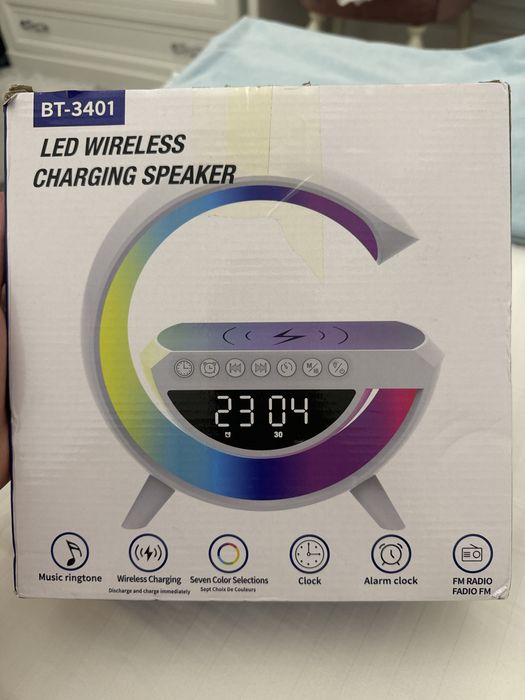 BT-3401
LED WIRELESS
CHARGING SPEAKER
23 04
30
Music ringtone
Wireless Charging
Discharge and charge immediately
Seven Color Selections
Sept Choix De Couleurs
Clock
Alarm clock
FM RADIO
FADIO FM